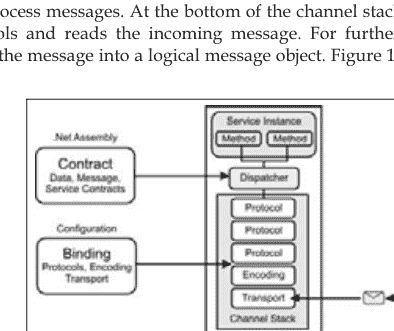 ocess messages. At the bottom of the channel stack
ols and reads the incoming message. For further
the message into a logical message object. Figure 1
Service Instance
Method Method
.Net Assembly
Contract
Data, Message,
Service Contracts
Dispatcher
Protocol
Protocol
Protocol
Encoding
Transport
Channel Stack
Configuration
Binding
Protocols, Encoding
Transport